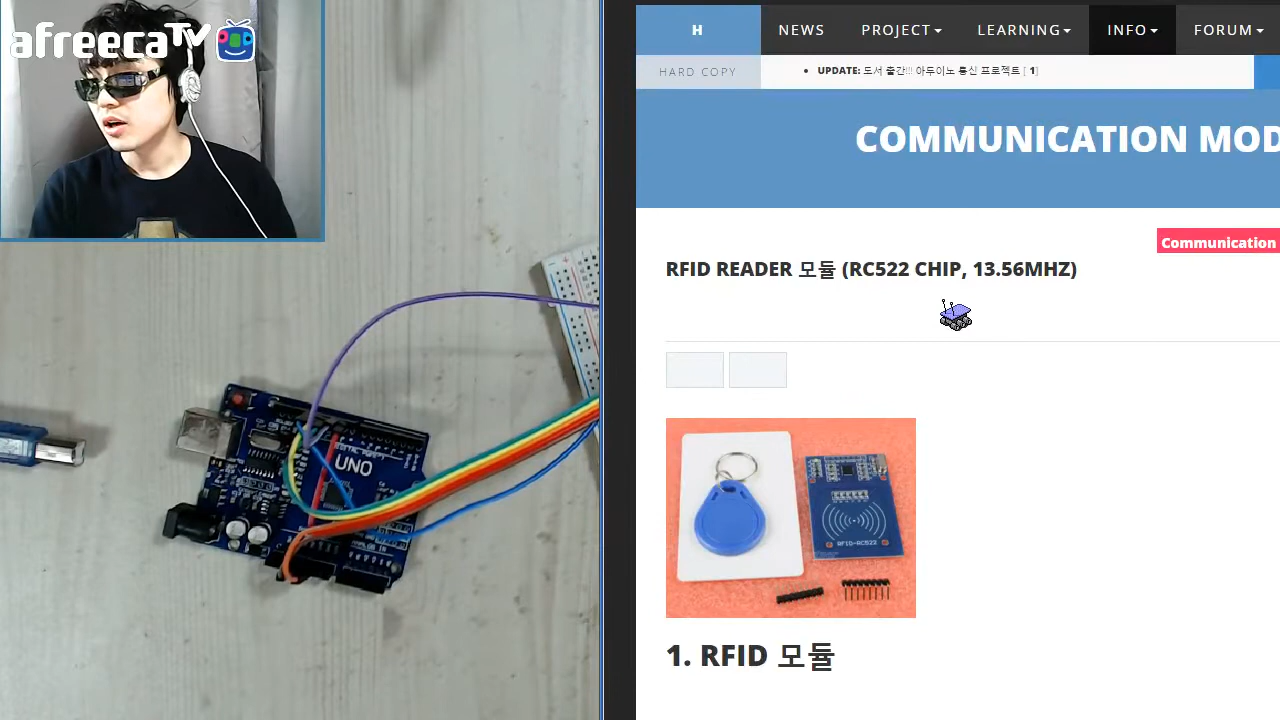 afreecaTV
H
NEWS
PROJECT
LEARNING
INFO
FORUM
HARD COPY
UPDATE: 도서 출간!!! 아두이노 통신 프로젝트 [ 1]
COMMUNICATION MOD
Communication
RFID READER 모듈 (RC522 CHIP, 13.56MHZ)
UNO
ANALOG IN
RFID-RC522
1. RFID 모듈